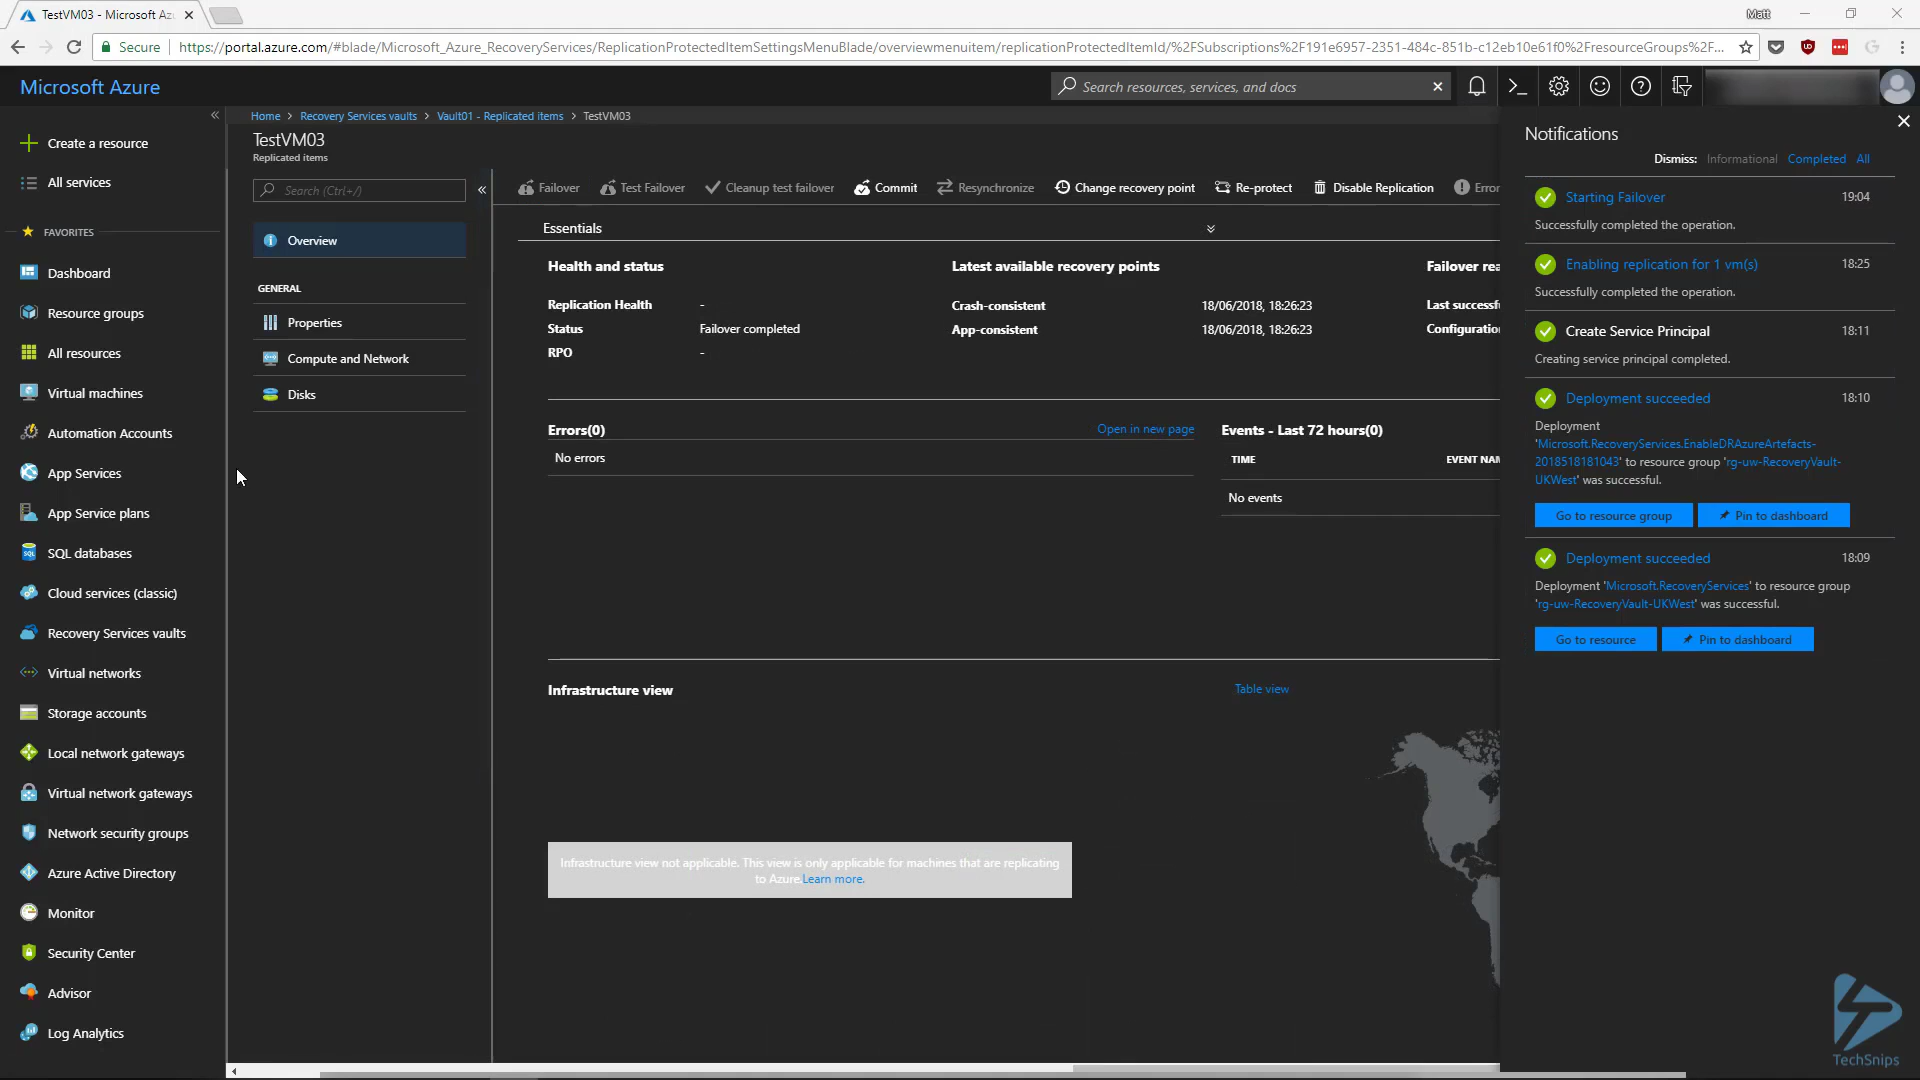 TestVM03 - Microsoft Az
Matt
Secure
https://portal.azure.com/#blade/Microsoft_Azure_RecoveryServices/ReplicationProtectedItemSettingsMenuBlade/overviewmenuitem/replicationProtectedItemId/%2FSubscriptions%2F191e6957-2351-484c-851b-c12eb10e61f0%2FresourceGroups%2F...
Microsoft Azure
Search resources, services, and docs
Create a resource
All services
FAVORITES
Dashboard
Resource groups
All resources
Virtual machines
Automation Accounts
App Services
App Service plans
SQL databases
Cloud services (classic)
Recovery Services vaults
Virtual networks
Storage accounts
Local network gateways
Virtual network gateways
Network security groups
Azure Active Directory
Monitor
Security Center
Advisor
Log Analytics
Home > Recovery Services vaults > Vault01 - Replicated items > TestVM03
TestVM03
Replicated items
Search (Ctrl+/)
Overview
GENERAL
Properties
Compute and Network
Disks
Failover Test Failover Cleanup test failover Commit Resynchronize Change recovery point Re-protect Disable Replication Error
Essentials
Health and status
Replication Health -
Status Failover completed
RPO -
Latest available recovery points
Crash-consistent 18/06/2018, 18:26:23
App-consistent 18/06/2018, 18:26:23
Failover rea
Last successf
Configuratio
Errors(0) Open in new page
No errors
Events - Last 72 hours(0)
TIME EVENT NAM
No events
Infrastructure view Table view
Infrastructure view not applicable. This view is only applicable for machines that are replicating
to Azure.Learn more.
Notifications
Dismiss: Informational Completed All
Starting Failover 19:04
Successfully completed the operation.
Enabling replication for 1 vm(s) 18:25
Successfully completed the operation.
Create Service Principal 18:11
Creating service principal completed.
Deployment succeeded 18:10
Deployment
'Microsoft.RecoveryServices.EnableDRAzureArtefacts-
2018518181043' to resource group 'rg-uw-RecoveryVault-
UKWest' was successful.
Go to resource group Pin to dashboard
Deployment succeeded 18:09
Deployment 'Microsoft.RecoveryServices' to resource group
'rg-uw-RecoveryVault-UKWest' was successful.
Go to resource Pin to dashboard
TechSnips